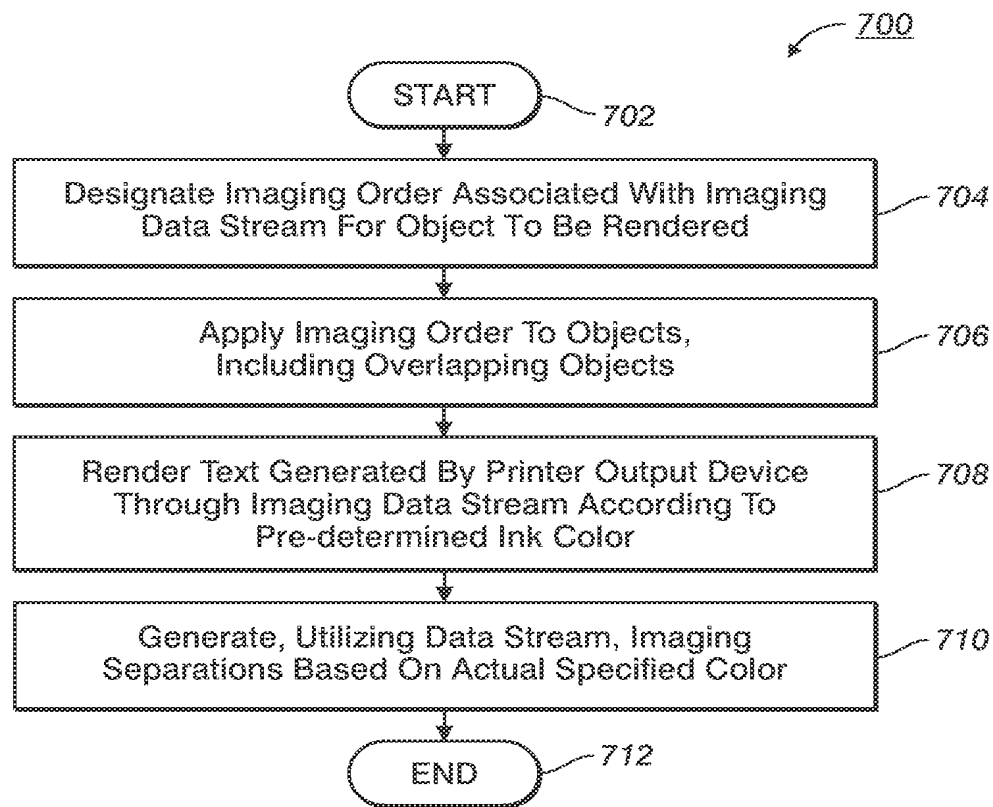 700
START
702
Designate Imaging Order Associated With Imaging
Data Stream For Object To Be Rendered
704
Apply Imaging Order To Objects,
Including Overlapping Objects
706
Render Text Generated By Printer Output Device
Through Imaging Data Stream According To
Pre-determined Ink Color
708
Generate, Utilizing Data Stream, Imaging
Separations Based On Actual Specified Color
710
END
712